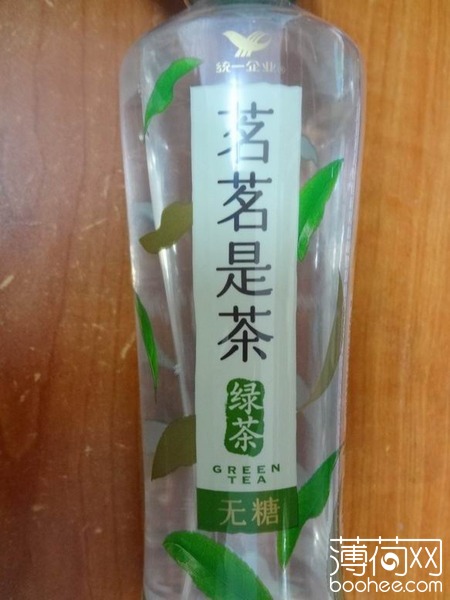 统一企业
茗茗是茶
绿茶
GREEN
TEA
无糖
薄荷网
boohee.com